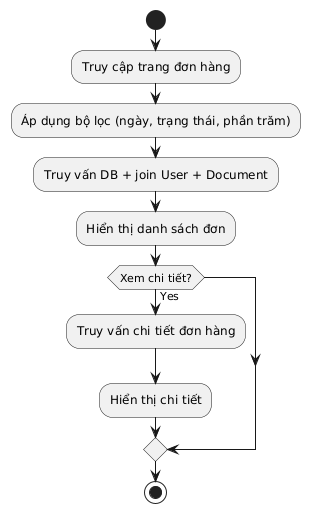 Truy cập trang đơn hàng
Áp dụng bộ lọc (ngày, trạng thái, phần trăm)
Truy vấn DB + join User + Document
Hiển thị danh sách đơn
Xem chi tiết?
Yes
Truy vấn chi tiết đơn hàng
Hiển thị chi tiết